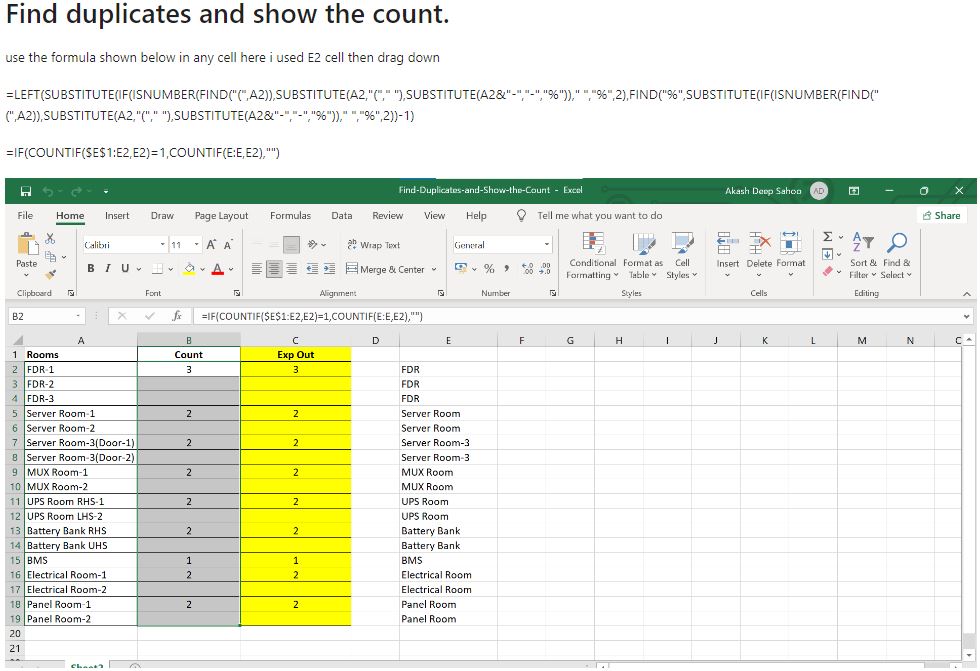 Find duplicates and show the count.
use the formula shown below in any cell here i used E2 cell then drag down
=LEFT(SUBSTITUTE(IF(ISNUMBER(FIND("(",A2)),SUBSTITUTE(A2,"("," "),SUBSTITUTE(A2&"-","-","%"))," ","%",2),FIND("%",SUBSTITUTE(IF(ISNUMBER(FIND("
(",A2)),SUBSTITUTE(A2,"("," "),SUBSTITUTE(A2&"-","-","%"))," ","%",2))-1)
=IF(COUNTIF($E$1:E2,E2)=1,COUNTIF(E:E,E2),"")
Find-Duplicates-and-Show-the-Count - Excel Akash Deep Sahoo AD
File Home Insert Draw Page Layout Formulas Data Review View Help Tell me what you want to do Share
Calibri 11 A A Wrap Text General Σ
Paste B I U A Merge & Center % Conditional Formatting Format as Table Cell Styles Insert Delete Format Sort & Filter Find & Select
Clipboard Font Alignment Number Styles Cells Editing
B2 fx =IF(COUNTIF($E$1:E2,E2)=1,COUNTIF(E:E,E2),"")
A B C D E F G H I J K L M N
1 Rooms Count Exp Out
2 FDR-1 3 3 FDR
3 FDR-2 FDR
4 FDR-3 FDR
5 Server Room-1 2 2 Server Room
6 Server Room-2 Server Room
7 Server Room-3(Door-1) 2 2 Server Room-3
8 Server Room-3(Door-2) Server Room-3
9 MUX Room-1 2 2 MUX Room
10 MUX Room-2 MUX Room
11 UPS Room RHS-1 2 2 UPS Room
12 UPS Room LHS-2 UPS Room
13 Battery Bank RHS 2 2 Battery Bank
14 Battery Bank UHS Battery Bank
15 BMS 1 1 BMS
16 Electrical Room-1 2 2 Electrical Room
17 Electrical Room-2 Electrical Room
18 Panel Room-1 2 2 Panel Room
19 Panel Room-2 Panel Room
20
21